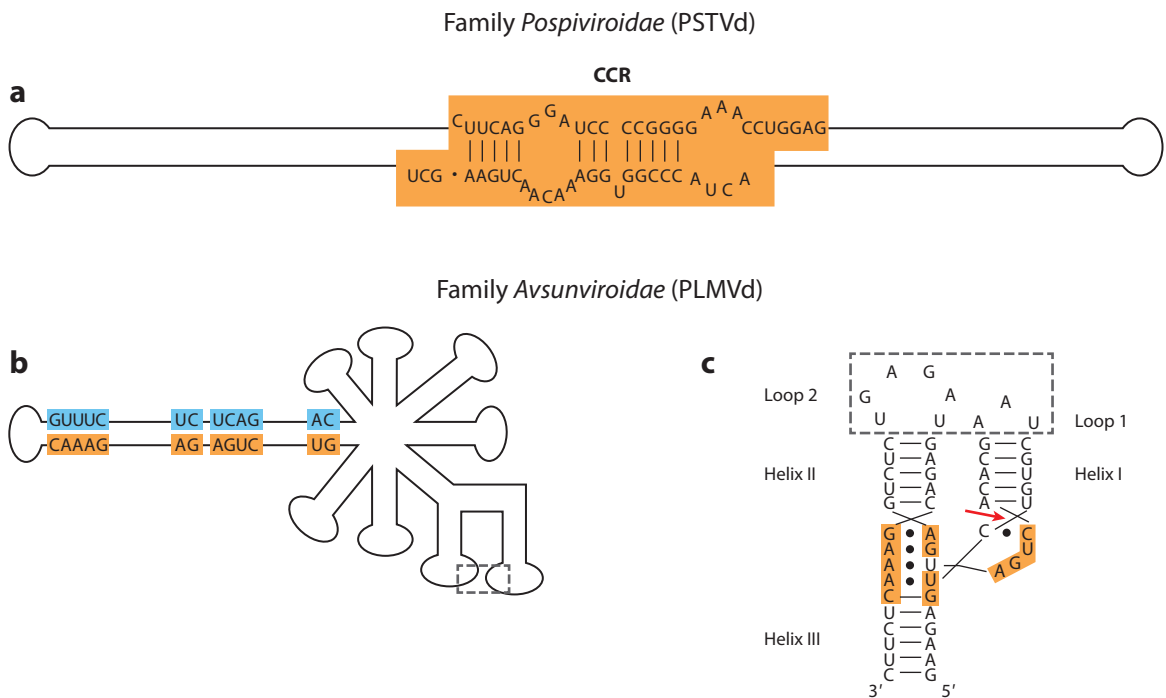 Family Pospiviroidae (PSTVd)
CCR
a
C UUCAG G G A UCC CCGGGG A A A CCUGGAG
UCG • AAGUC A A C A A AGG U GGCCC A U C A
Family Avsunviroidae (PLMVd)
b
GUUUC UC UCAG AC
CAAAG AG AGUC UG
c
Loop 2
A G
G A A
U U A U
Loop 1
C G G C
U A C G
Helix II
C G A U
Helix I
U A C G
G C A U
G A C C
A G U
A U G
A U A
C G
U A
Helix III
C G
U A
U A
C G
3′ 5′